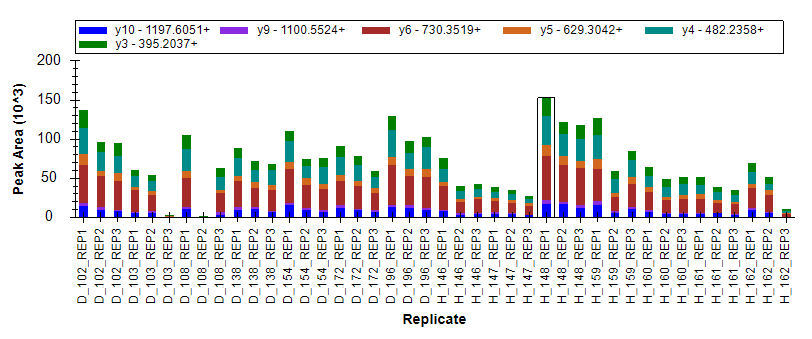 y10 - 1197.6051+ y9 - 1100.5524+ y6 - 730.3519+ y5 - 629.3042+ y4 - 482.2358+
y3 - 395.2037+
Peak Area (10^3)
200
150
100
50
0
D_102_REP1
D_102_REP2
D_102_REP3
D_103_REP1
D_103_REP2
D_103_REP3
D_108_REP1
D_108_REP2
D_108_REP3
D_138_REP1
D_138_REP2
D_138_REP3
D_154_REP1
D_154_REP2
D_154_REP3
D_172_REP1
D_172_REP2
D_172_REP3
D_196_REP1
D_196_REP2
D_196_REP3
H_146_REP1
H_146_REP2
H_146_REP3
H_147_REP1
H_147_REP2
H_147_REP3
H_148_REP1
H_148_REP2
H_148_REP3
H_159_REP1
H_159_REP2
H_159_REP3
H_160_REP1
H_160_REP2
H_160_REP3
H_161_REP1
H_161_REP2
H_161_REP3
H_162_REP1
H_162_REP2
H_162_REP3
Replicate